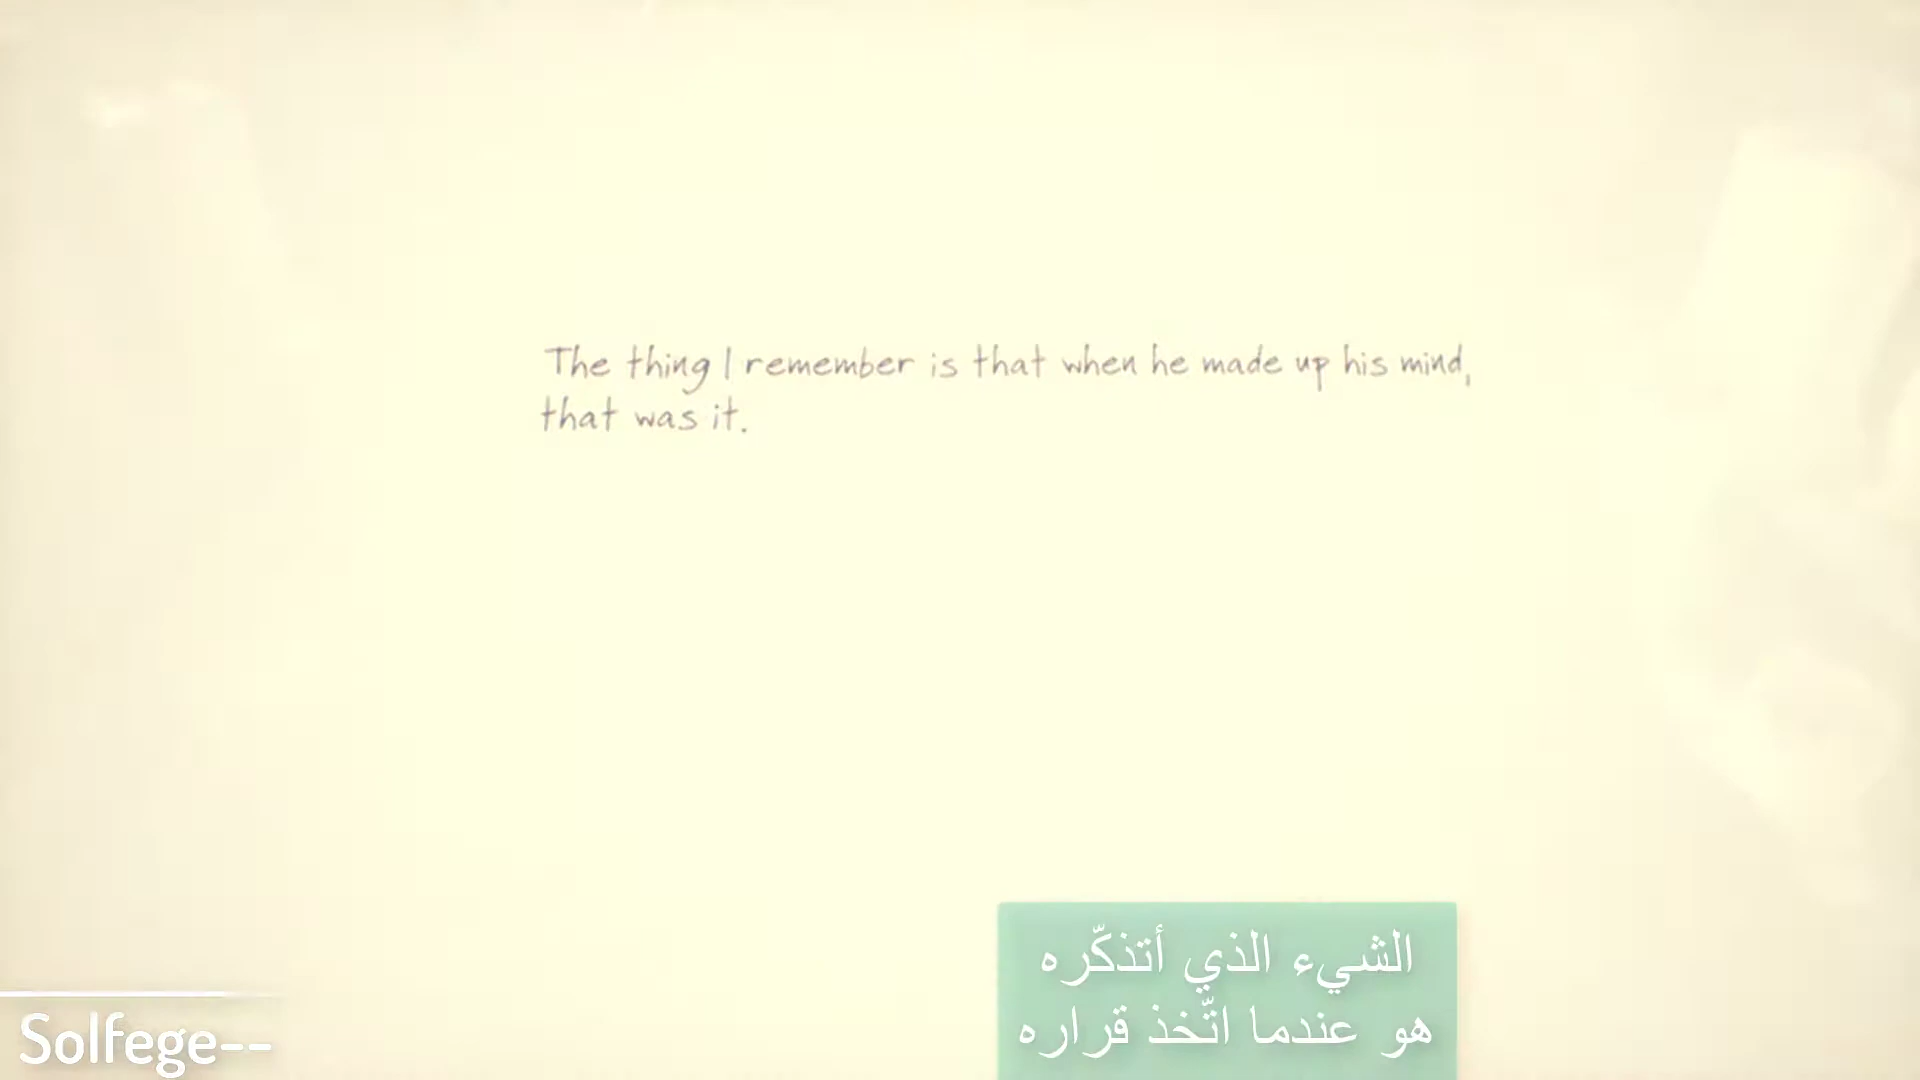 The thing I remember is that when he made up his mind,
that was it.
الشيء الذي أتذكّره
هو عندما اتّخذ قراره
Solfege--